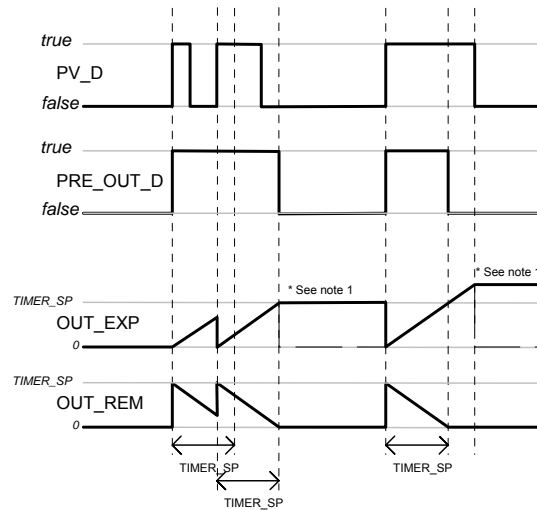 true
PV_D
false
true
PRE_OUT_D
false
* See note 1
* See note 1
TIMER_SP
OUT_EXP
0
TIMER_SP
OUT_REM
0
TIMER_SP
TIMER_SP
TIMER_SP